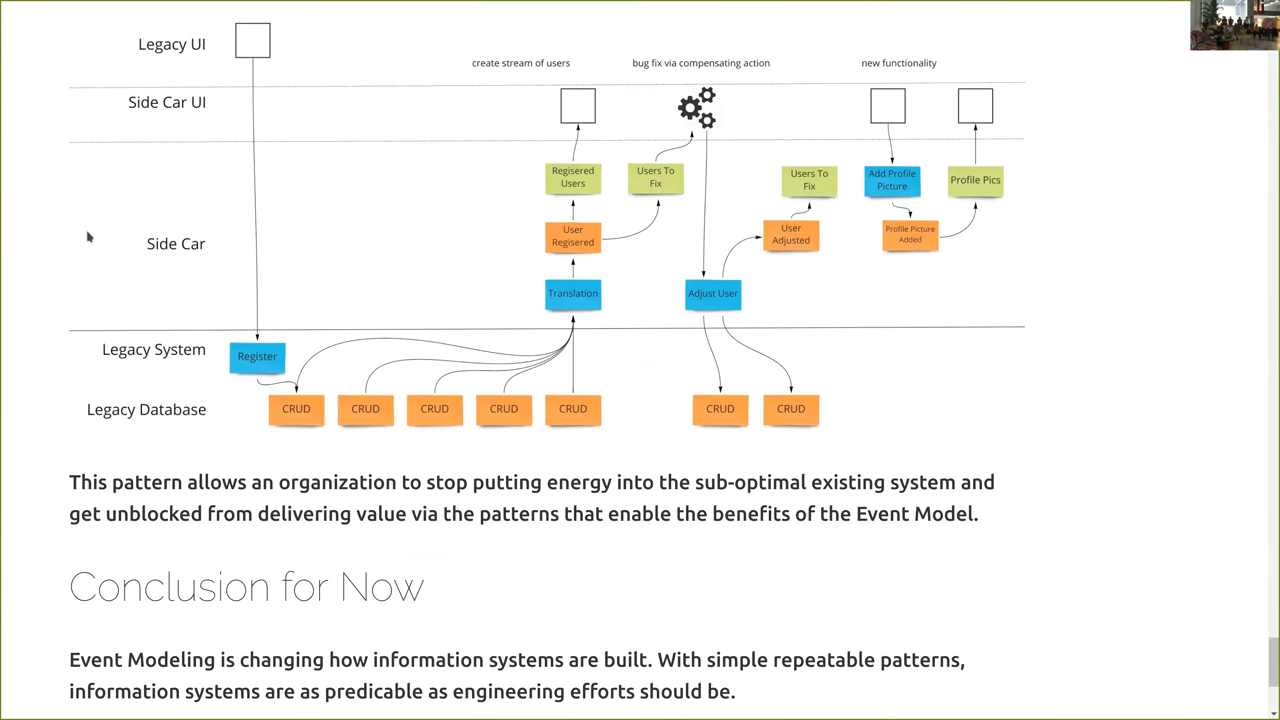 Legacy UI
create stream of users
bug fix via compensating action
new functionality
Side Car UI
Regisered
Users
Users To
Fix
Users To
Fix
Add Profile
Picture
Profile Pics
Side Car
User
Regisered
User
Adjusted
Profile Picture
Added
Translation
Adjust User
Legacy System
Register
Legacy Database
CRUD
CRUD
CRUD
CRUD
CRUD
CRUD
CRUD
This pattern allows an organization to stop putting energy into the sub-optimal existing system and
get unblocked from delivering value via the patterns that enable the benefits of the Event Model.
Conclusion for Now
Event Modeling is changing how information systems are built. With simple repeatable patterns,
information systems are as predicable as engineering efforts should be.